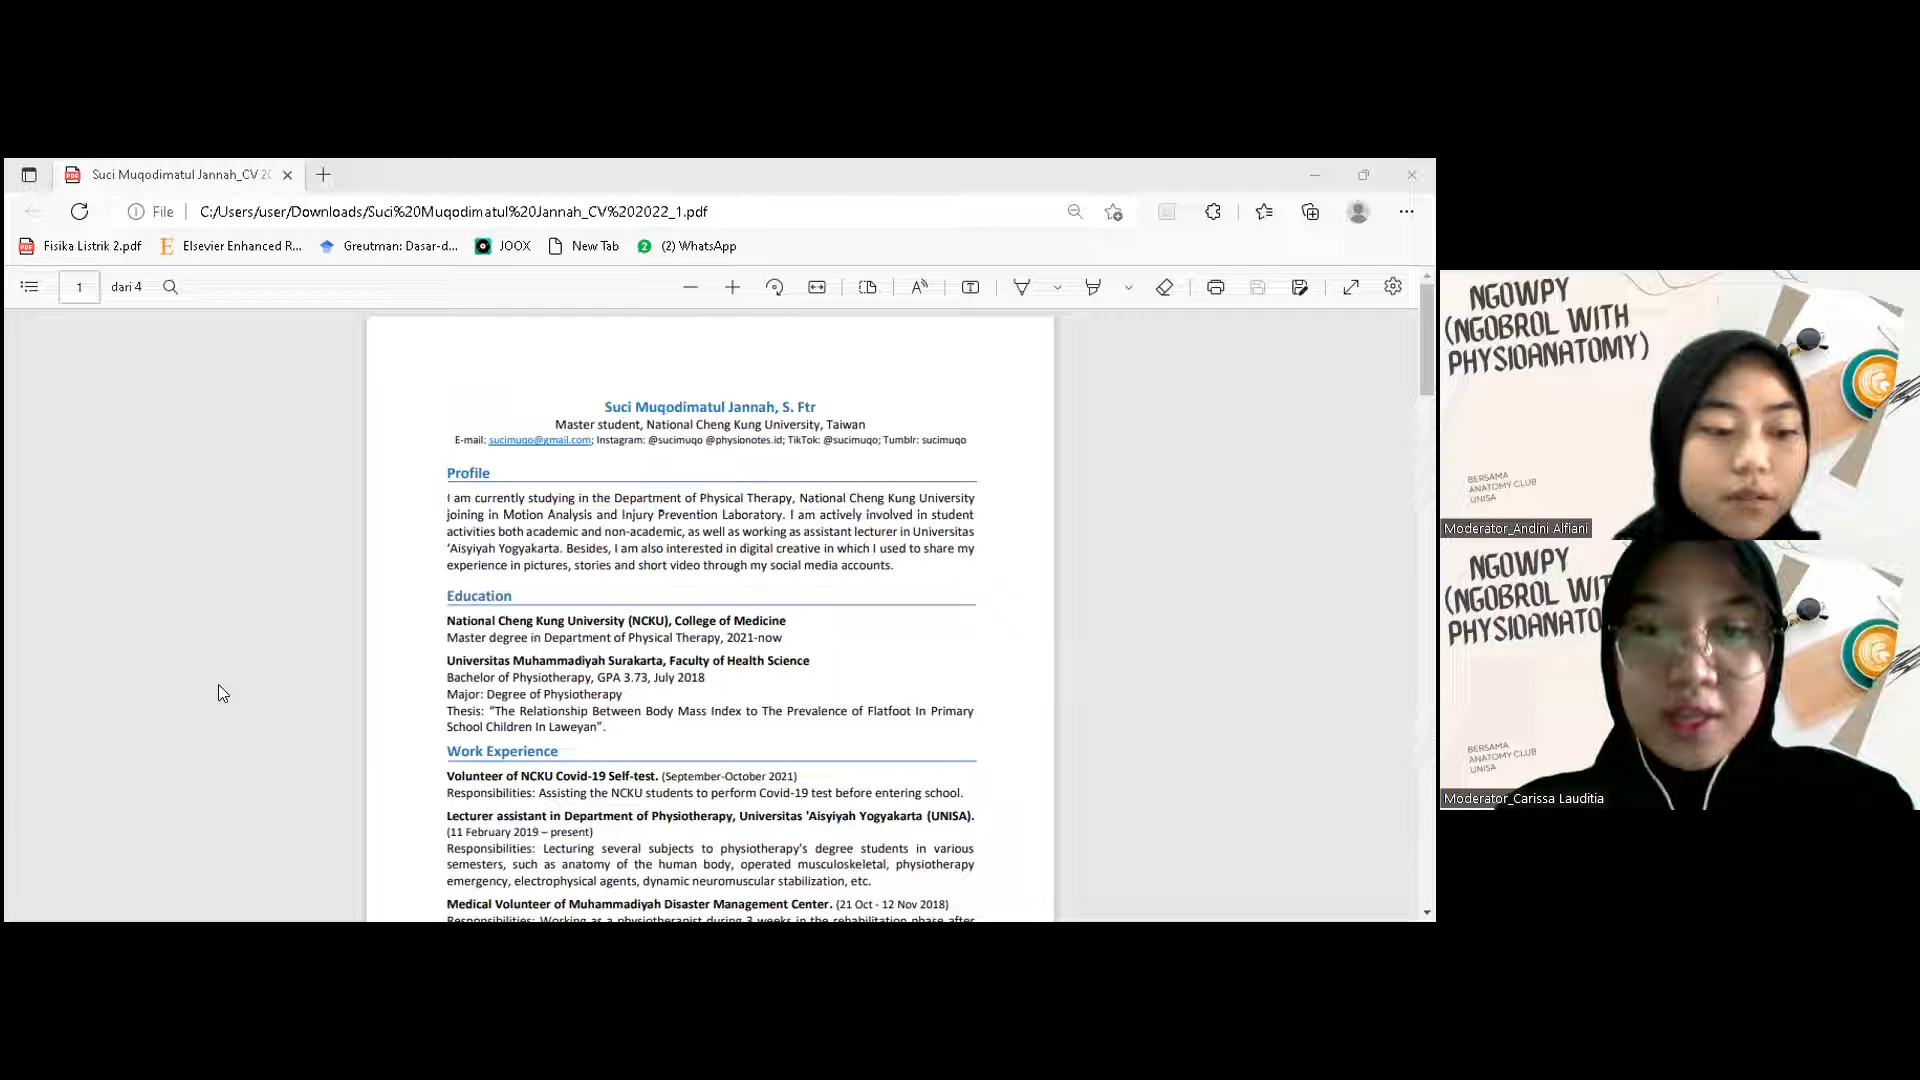 Suci Muqodimatul Jannah_CV 20
File
C:/Users/user/Downloads/Suci%20Muqodimatul%20Jannah_CV%202022_1.pdf
Fisika Listrik 2.pdf
Elsevier Enhanced R...
Greutman: Dasar-d...
JOOX
New Tab
(2) WhatsApp
1 dari 4
Suci Muqodimatul Jannah, S. Ftr
Master student, National Cheng Kung University, Taiwan
E-mail: sucimuqo@gmail.com; Instagram: @sucimuqo @physionotes.id; TikTok: @sucimuqo; Tumblr: sucimuqo
Profile
I am currently studying in the Department of Physical Therapy, National Cheng Kung University
joining in Motion Analysis and Injury Prevention Laboratory. I am actively involved in student
activities both academic and non-academic, as well as working as assistant lecturer in Universitas
‘Aisyiyah Yogyakarta. Besides, I am also interested in digital creative in which I used to share my
experience in pictures, stories and short video through my social media accounts.
Education
National Cheng Kung University (NCKU), College of Medicine
Master degree in Department of Physical Therapy, 2021-now
Universitas Muhammadiyah Surakarta, Faculty of Health Science
Bachelor of Physiotherapy, GPA 3.73, July 2018
Major: Degree of Physiotherapy
Thesis: “The Relationship Between Body Mass Index to The Prevalence of Flatfoot In Primary
School Children In Laweyan”.
Work Experience
Volunteer of NCKU Covid-19 Self-test. (September-October 2021)
Responsibilities: Assisting the NCKU students to perform Covid-19 test before entering school.
Lecturer assistant in Department of Physiotherapy, Universitas 'Aisyiyah Yogyakarta (UNISA).
(11 February 2019 – present)
Responsibilities: Lecturing several subjects to physiotherapy's degree students in various
semesters, such as anatomy of the human body, operated musculoskeletal, physiotherapy
emergency, electrophysical agents, dynamic neuromuscular stabilization, etc.
Medical Volunteer of Muhammadiyah Disaster Management Center. (21 Oct - 12 Nov 2018)
Responsibilities: Working as a physiotherapist during 3 weeks in the rehabilitation phase after
NGOWPY
(NGOBROL WITH
PHYSIOANATOMY)
BERSAMA
ANATOMY CLUB
UNISA
Moderator_Andini Alfiani
NGOWPY
(NGOBROL WIT
PHYSIOANATO
BERSAMA
ANATOMY CLUB
UNISA
Moderator_Carissa Lauditia